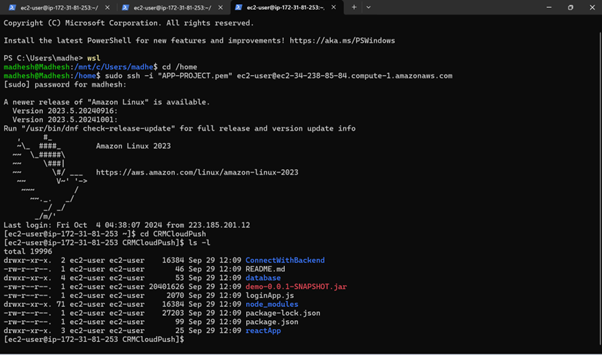 ec2-user@ip-172-31-81-253:~/
ec2-user@ip-172-31-81-253:~/
ec2-user@ip-172-31-81-253:~,
Copyright (C) Microsoft Corporation. All rights reserved.
Install the latest PowerShell for new features and improvements! https://aka.ms/PSWindows
PS C:\Users\madhe> wsl
madhesh@Madhesh:/mnt/c/Users/madhe$ cd /home
madhesh@Madhesh:/home$ sudo ssh -i "APP-PROJECT.pem" ec2-user@ec2-34-238-85-84.compute-1.amazonaws.com
[sudo] password for madhesh:
A newer release of "Amazon Linux" is available.
  Version 2023.5.20240916:
  Version 2023.5.20241001:
Run "/usr/bin/dnf check-release-update" for full release and version update info
   ,     #_
   ~\_  ####_        Amazon Linux 2023
  ~~  \_#####\
  ~~     \###|
  ~~       \#/ ___   https://aws.amazon.com/linux/amazon-linux-2023
   ~~       V~' '->
    ~~~         /
      ~~._.   _/
         _/ _/
       _/m/'
Last login: Fri Oct  4 04:38:07 2024 from 223.185.201.12
[ec2-user@ip-172-31-81-253 ~]$ cd CRMCloudPush
[ec2-user@ip-172-31-81-253 CRMCloudPush]$ ls -l
total 19996
drwxr-xr-x.  2 ec2-user ec2-user    16384 Sep 29 12:09 ConnectWithBackend
-rw-r--r--.  1 ec2-user ec2-user       46 Sep 29 12:09 README.md
drwxr-xr-x.  4 ec2-user ec2-user       53 Sep 29 12:09 database
-rw-r--r--.  1 ec2-user ec2-user 20401626 Sep 29 12:09 demo-0.0.1-SNAPSHOT.jar
-rw-r--r--.  1 ec2-user ec2-user     2070 Sep 29 12:09 loginApp.js
drwxr-xr-x. 71 ec2-user ec2-user    16384 Sep 29 12:09 node_modules
-rw-r--r--.  1 ec2-user ec2-user    27203 Sep 29 12:09 package-lock.json
-rw-r--r--.  1 ec2-user ec2-user       99 Sep 29 12:09 package.json
drwxr-xr-x.  3 ec2-user ec2-user       25 Sep 29 12:09 reactApp
[ec2-user@ip-172-31-81-253 CRMCloudPush]$